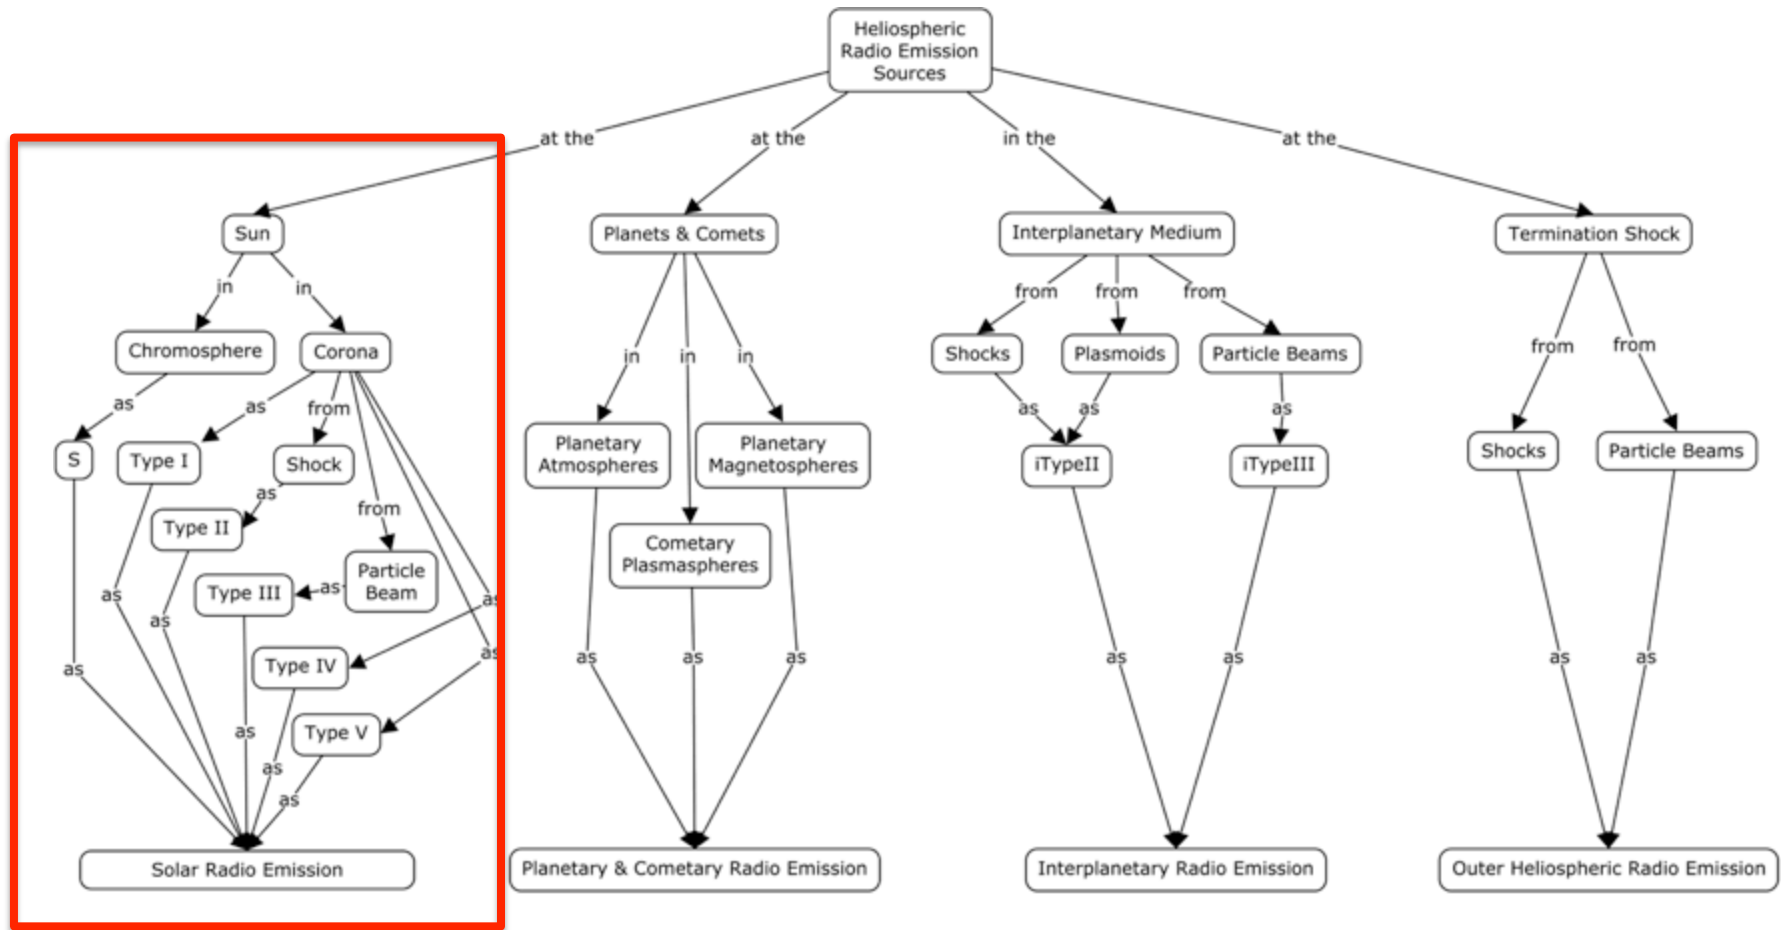 Heliospheric
Radio Emission
Sources
at the
at the
in the
at the
Sun
Planets & Comets
Interplanetary Medium
Termination Shock
in
in
from
from
from
Chromosphere
Corona
in
in
in
Shocks
Plasmoids
Particle Beams
from
from
as
as
from
as
as
as
S
Type I
Shock
Planetary
Atmospheres
Planetary
Magnetospheres
iTypeII
iTypeIII
Shocks
Particle Beams
as
from
Type II
Cometary
Plasmaspheres
Particle
Beam
as
Type III
as
as
as
as
Type IV
as
as
as
as
as
as
as
as
as
Type V
as
as
as
Solar Radio Emission
Planetary & Cometary Radio Emission
Interplanetary Radio Emission
Outer Heliospheric Radio Emission